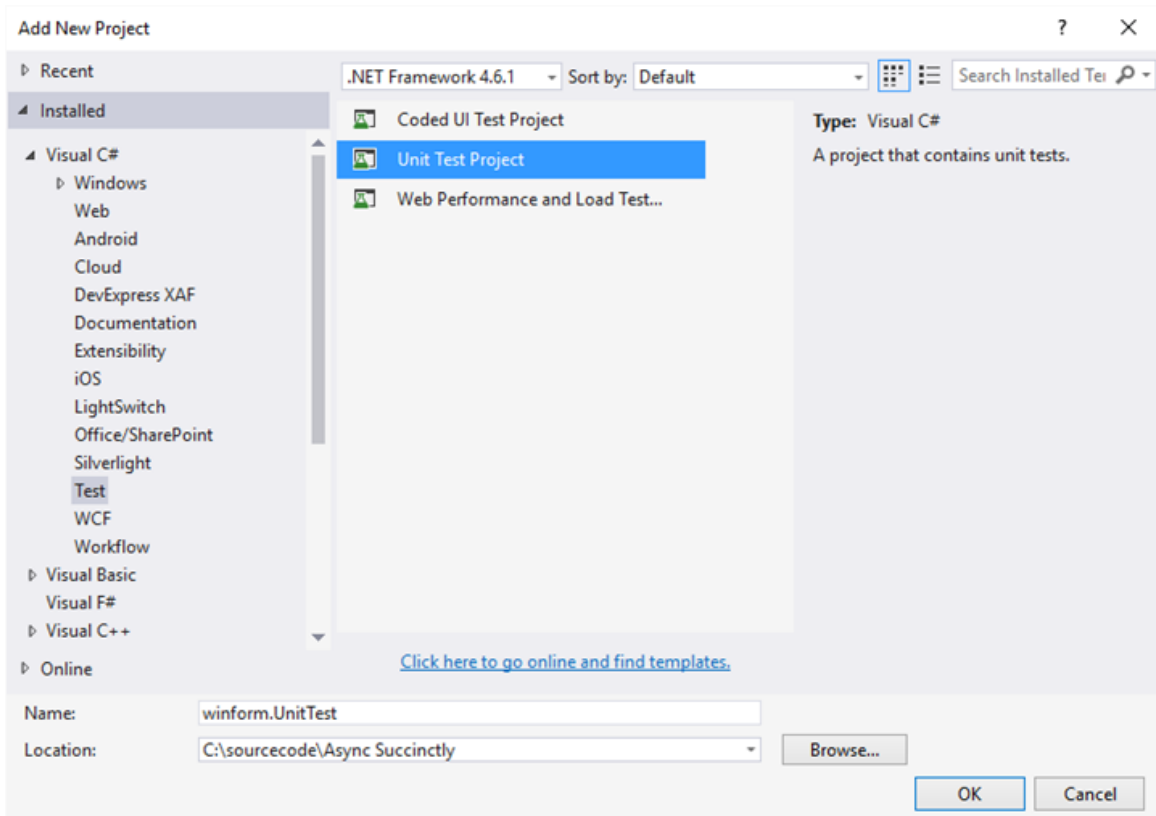 Add New Project
?
Recent
.NET Framework 4.6.1 Sort by: Default
Search Installed Te
Installed
Visual C#
Windows
Web
Android
Cloud
DevExpress XAF
Documentation
Extensibility
iOS
LightSwitch
Office/SharePoint
Silverlight
Test
WCF
Workflow
Visual Basic
Visual F#
Visual C++
Online
Coded UI Test Project
Unit Test Project
Web Performance and Load Test...
Type: Visual C#
A project that contains unit tests.
Click here to go online and find templates.
Name: winform.UnitTest
Location: C:\sourcecode\Async Succinctly
Browse...
OK Cancel